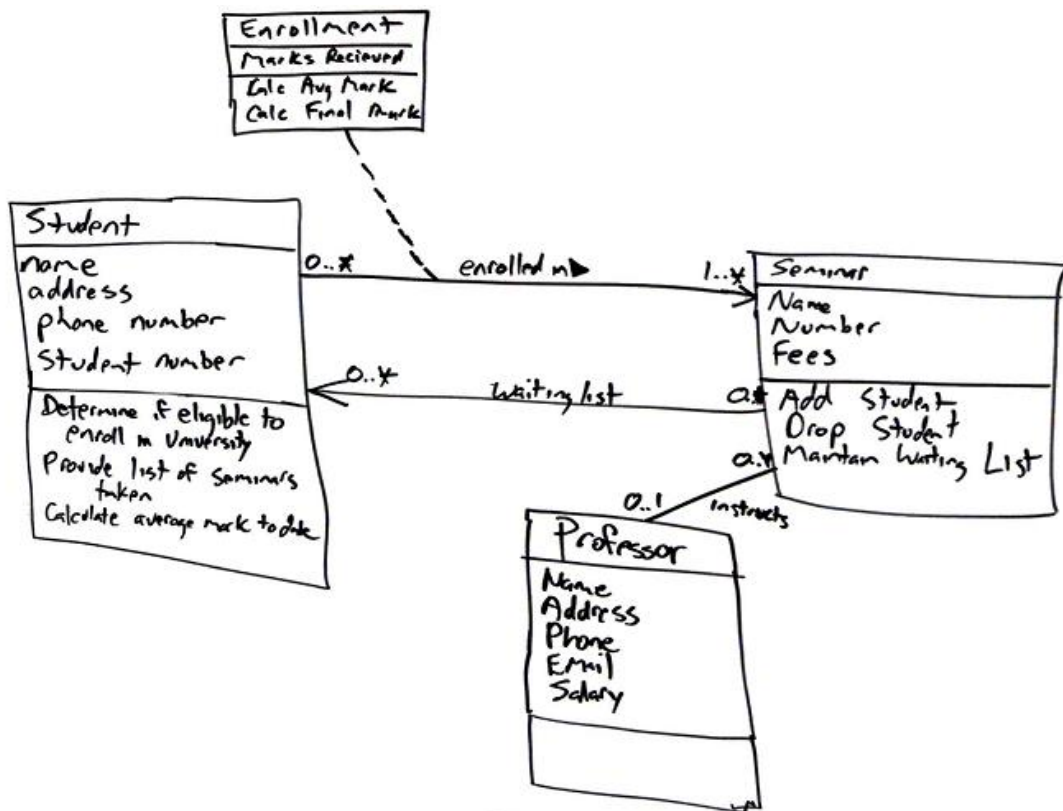 Enrollment
Marks Recieved
Calc Avg Mark
Calc Final Mark
Student
name
address
phone number
Student number
Determine if eligible to
enroll in University
Provide list of seminars
taken
Calculate average mark to date
0..*
enrolled in
1..*
Seminar
Name
Number
Fees
Add Student
Drop Student
Maintain Waiting List
0..*
Waiting list
0..*
0..*
0..1
instructs
Professor
Name
Address
Phone
Email
Salary